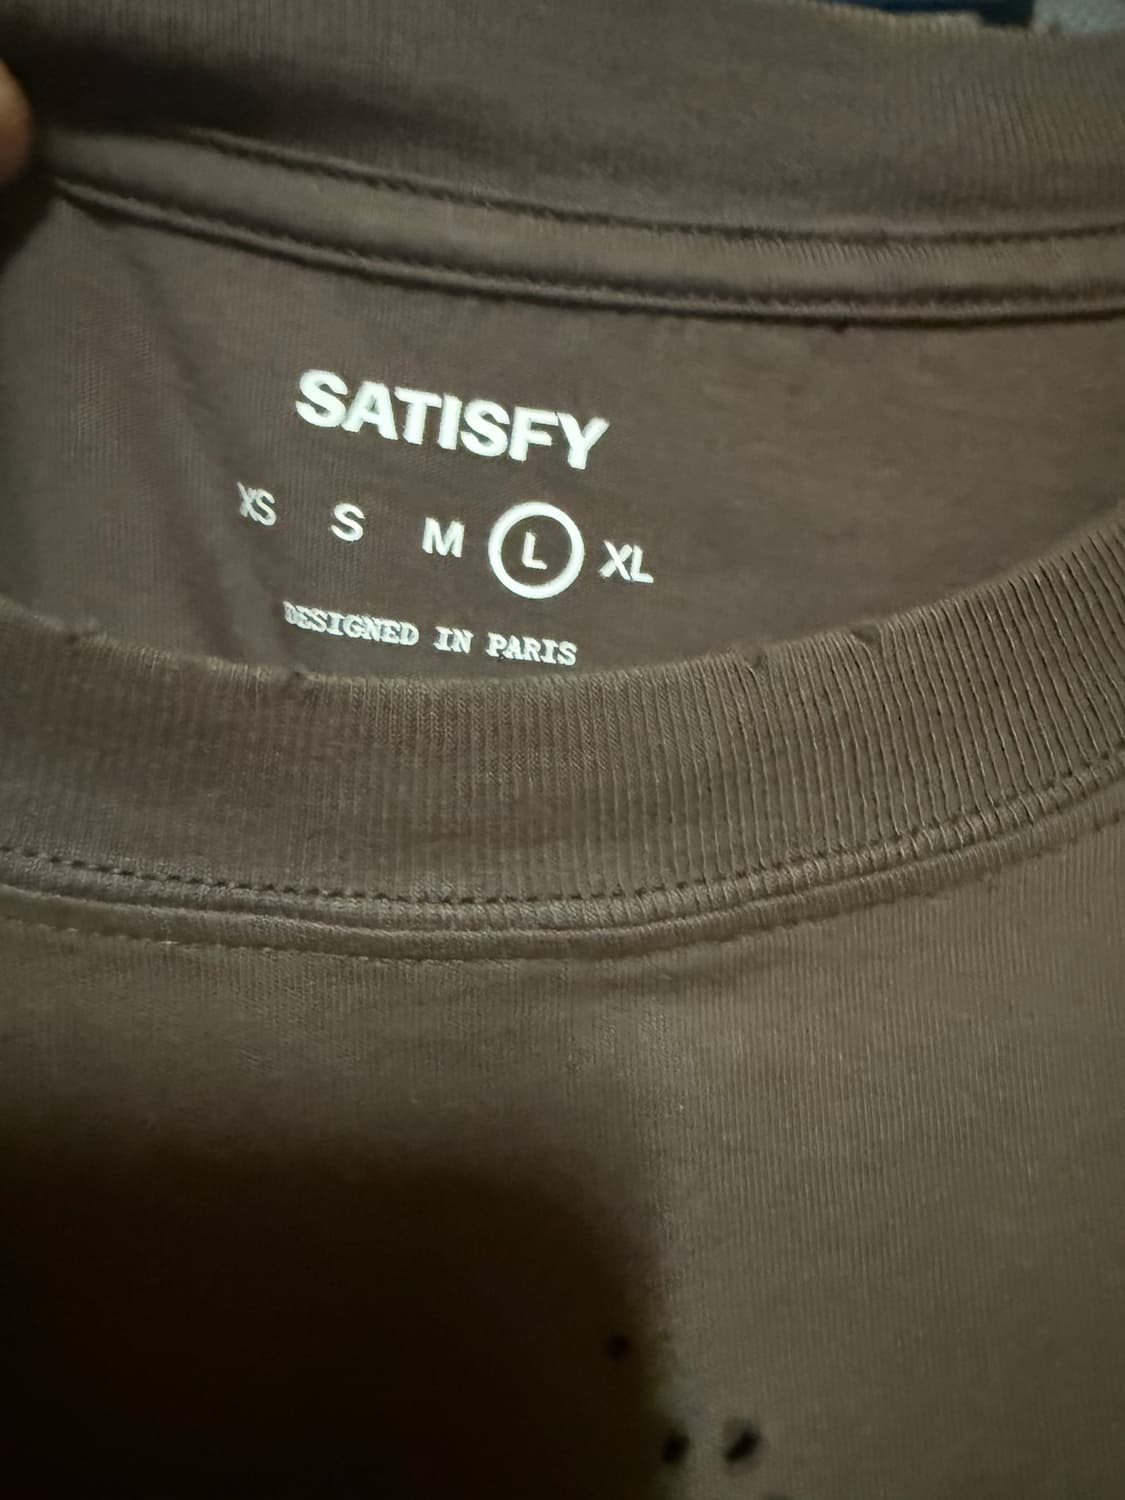 SATISFY
XS S M L XL
DESIGNED IN PARIS